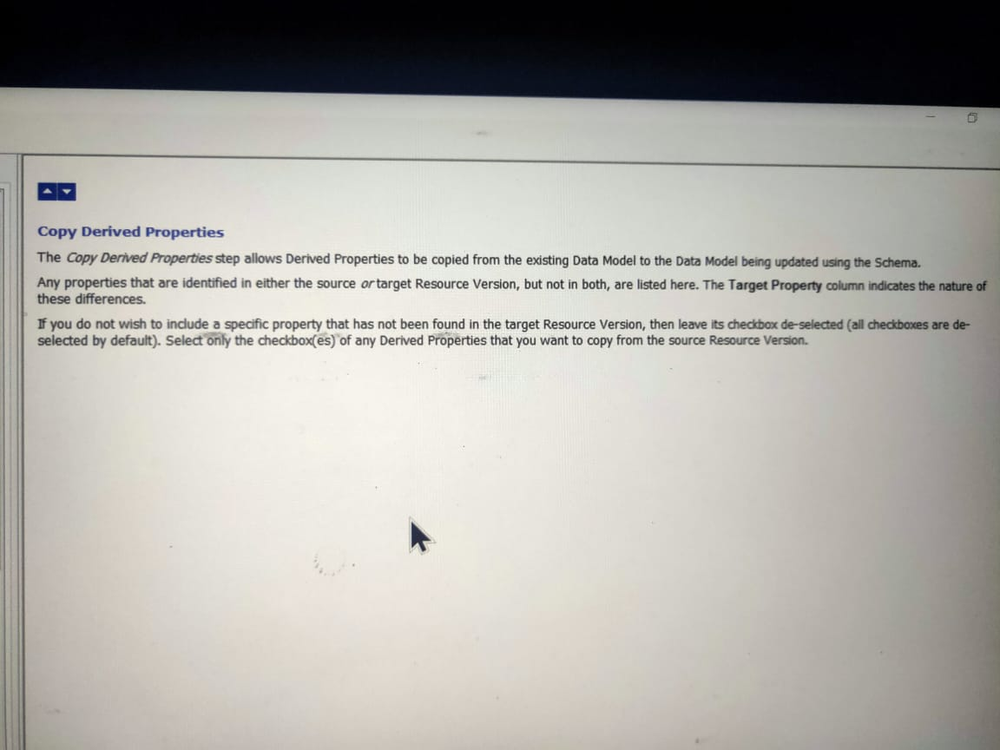 Copy Derived Properties
The Copy Derived Properties step allows Derived Properties to be copied from the existing Data Model to the Data Model being updated using the Schema.
Any properties that are identified in either the source or target Resource Version, but not in both, are listed here. The Target Property column indicates the nature of
these differences.
If you do not wish to include a specific property that has not been found in the target Resource Version, then leave its checkbox de-selected (all checkboxes are de-
selected by default). Select only the checkbox(es) of any Derived Properties that you want to copy from the source Resource Version.